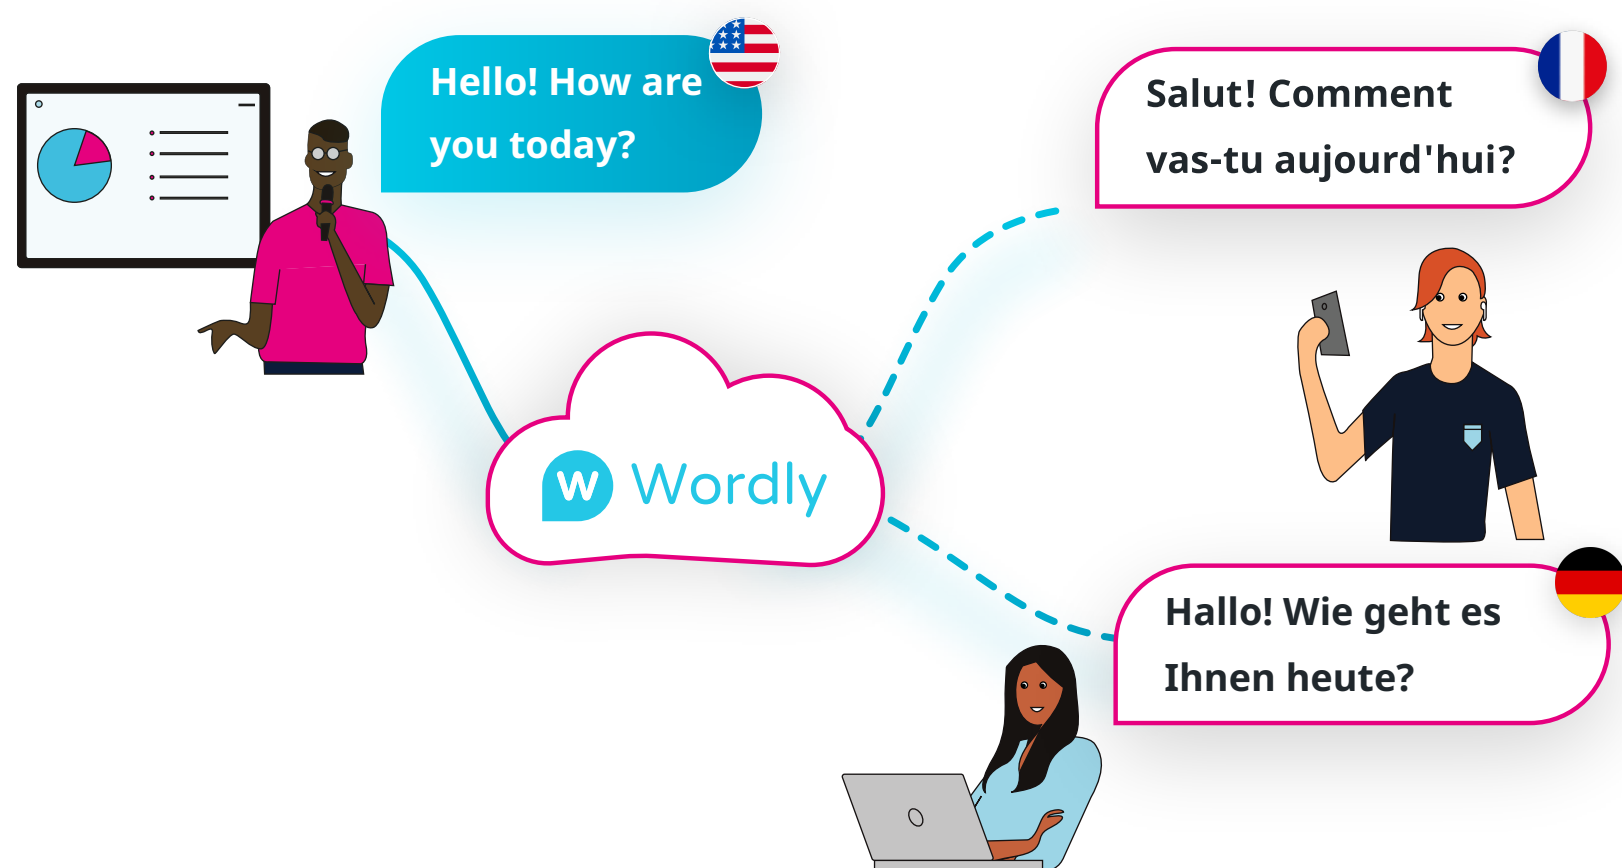 Hello! How are
you today?
Salut! Comment
vas-tu aujourd'hui?
W Wordly
Hallo! Wie geht es
Ihnen heute?